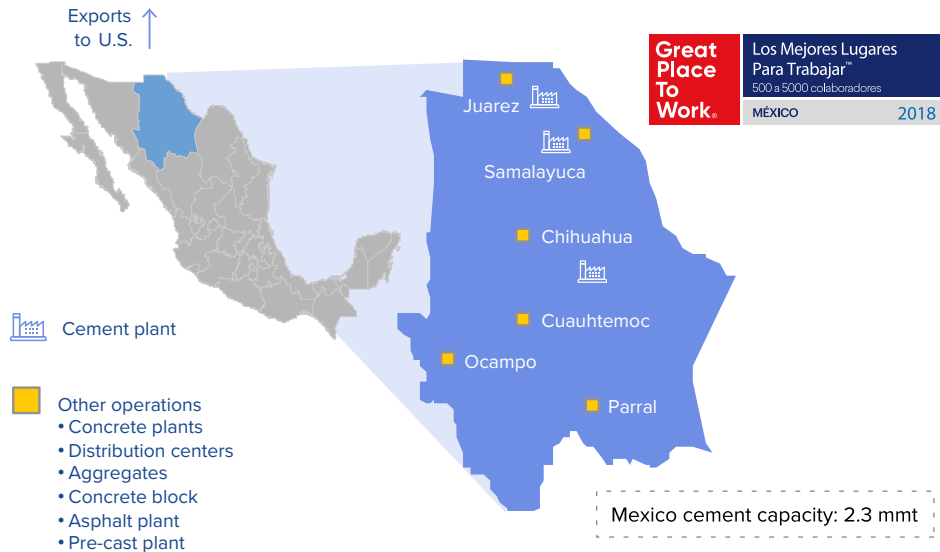 Exports
to U.S.
Great
Place
To
Work®
Los Mejores Lugares
Para Trabajar™
500 a 5000 colaboradores
MÉXICO 2018
Juarez
Samalayuca
Chihuahua
Cuauhtemoc
Ocampo
Parral
Cement plant
Other operations
• Concrete plants
• Distribution centers
• Aggregates
• Concrete block
• Asphalt plant
• Pre-cast plant
Mexico cement capacity: 2.3 mmt